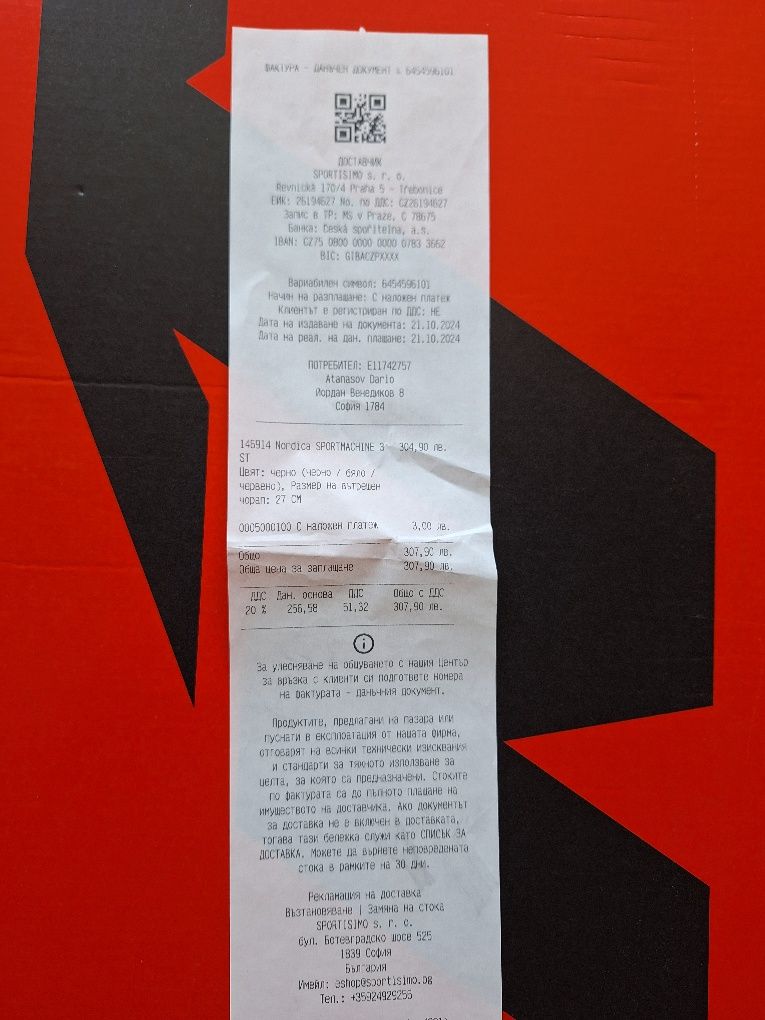 ФАКТУРА - ДАНЪЧЕН ДОКУМЕНТ s 6454596101
ДОСТАВЧИК
SPORTISIMO s. r. o.
Řevnická 170/4 Praha 5 - Třebonice
ЕИК: 26194627 No. по ДДС: CZ26194627
Запис в ТР: MS v Praze, C 78675
Банка: Česká spořitelna, a.s.
IBAN: CZ75 0800 0000 0000 0783 3662
BIC: GIBACZPXXXX
Вариабилен символ: 6454596101
Начин на разплащане: С наложен платеж
Клиентът е регистриран по ДДС: НЕ
Дата на издаване на документа: 21.10.2024
Дата на реал. на дан. плащане: 21.10.2024
ПОТРЕБИТЕЛ: E11742757
Atanasov Dario
Йордан Венедиков 8
София 1784
145914 Nordica SPORTMACHINE 3 304,90 лв.
ST
Цвят: черно (черно / бяло /
червено), Размер на вътрешен
чорап: 27 СМ
0005000100 С наложен платеж 3,00 лв.
Общо 307,90 лв.
Обща цена за заплащане 307,90 лв.
ДДС Дан. основа ДДС Общо с ДДС
20 % 256,58 51,32 307,90 лв.
За улесняване на общуването с нашия Център
за връзка с клиенти си подгответе номера
на фактурата - данъчния документ.
Продуктите, предлагани на пазара или
пуснати в експлоатация от нашата фирма,
отговарят на всички технически изисквания
и стандарти за тяхното използване за
целта, за която са предназначени. Стоките
по фактурата са до пълното плащане на
имуществото на доставчика. Ако документът
за доставка не е включен в доставката,
тогава тази бележка служи като СПИСЪК ЗА
ДОСТАВКА. Можете да върнете неповредената
стока в рамките на 30 дни.
Рекламация на доставка
Възтановяване | Замяна на стока
SPORTISIMO s. r. o.
бул. Ботевградско шосе 525
1839 София
България
Имейл: eshop@sportisimo.bg
Тел.: +35924929255